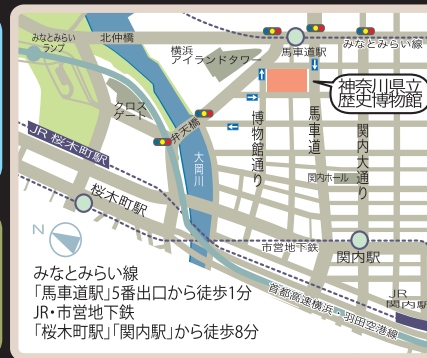 みなとみらい
ランプ
北仲橋
横浜
アイランドタワー
馬車道駅
みなとみらい線
神奈川県立
歴史博物館
クロス
ゲート
弁天橋
JR 桜木町駅
大岡川
博物館通り
馬車道
関内大通り
関内ホール
桜木町駅
N
市営地下鉄
関内駅
首都高速横浜・羽田空港線
JR
関内駅
みなとみらい線
「馬車道駅」5番出口から徒歩1分
JR・市営地下鉄
「桜木町駅」「関内駅」から徒歩8分